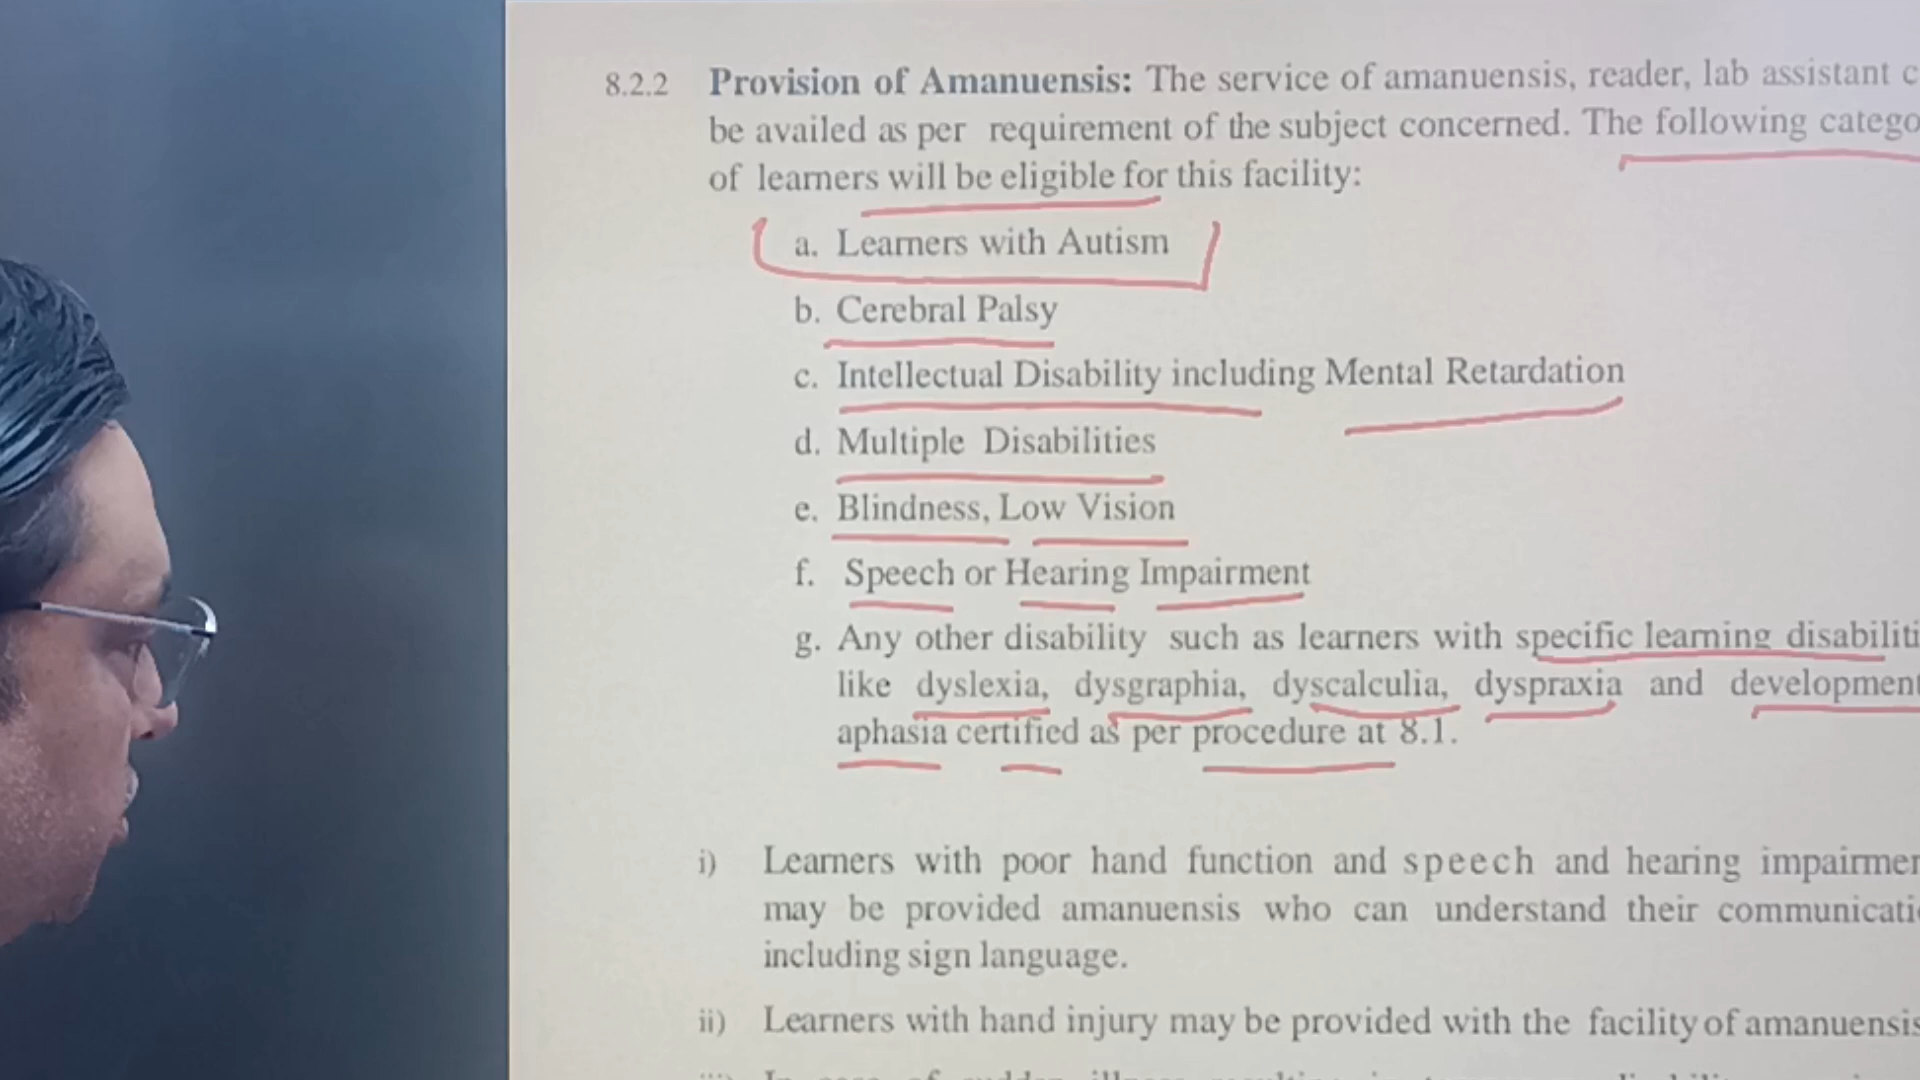 8.2.2 Provision of Amanuensis: The service of amanuensis, reader, lab assistant
be availed as per requirement of the subject concerned. The following
of learners will be eligible for this facility:
a. Learners with Autism
b. Cerebral Palsy
c. Intellectual Disability including Mental Retardation
d. Multiple Disabilities
e. Blindness, Low Vision
f. Speech or Hearing Impairment
g. Any other disability such as learners with specific learning
like dyslexia, dysgraphia, dyscalculia, dyspraxia and
aphasia certified as per procedure at 8.1.
i) Learners with poor hand function and speech and hearing
may be provided amanuensis who can understand their
including sign language.
ii) Learners with hand injury may be provided with the facility of amanuensis